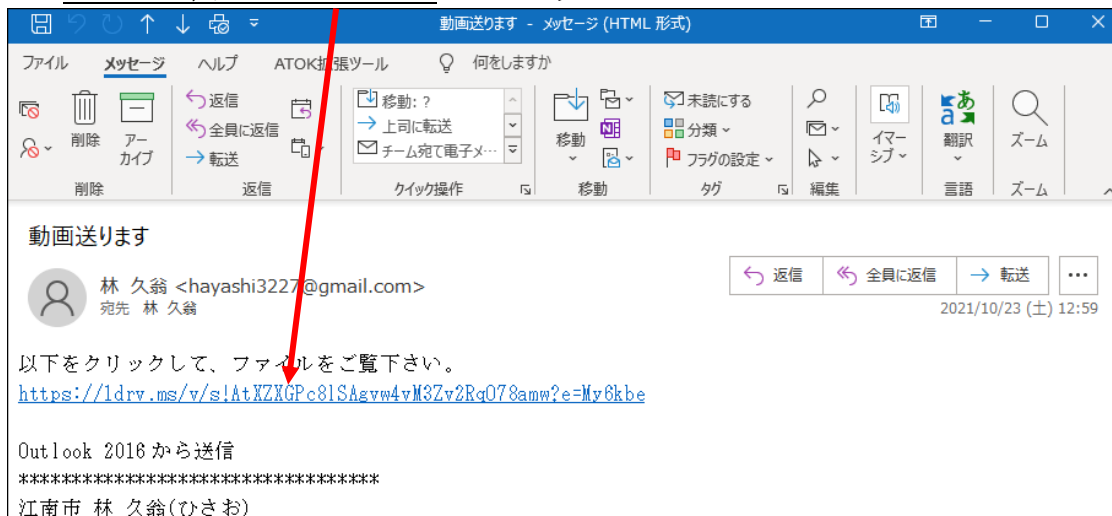 動画送ります - メッセージ (HTML 形式)
ファイル メッセージ ヘルプ ATOK拡張ツール 何をしますか
削除
アーカイブ
削除
返信
全員に返信
転送
返信
移動: ?
上司に転送
チーム宛て電子メ…
クイック操作
移動
移動
未読にする
分類
フラグの設定
タグ
編集
イマーシブ
翻訳
言語
ズーム
ズーム
動画送ります
林 久翁 <hayashi3227@gmail.com>
宛先 林 久翁
返信 全員に返信 転送
2021/10/23 (土) 12:59
以下をクリックして、ファイルをご覧下さい。
https://1drv.ms/v/s!AtXZXGPc8lSAgvw4vM3Zv2RqO78amw?e=My6kbe
Outlook 2016 から送信
**********************************
江南市 林 久翁(ひさお)